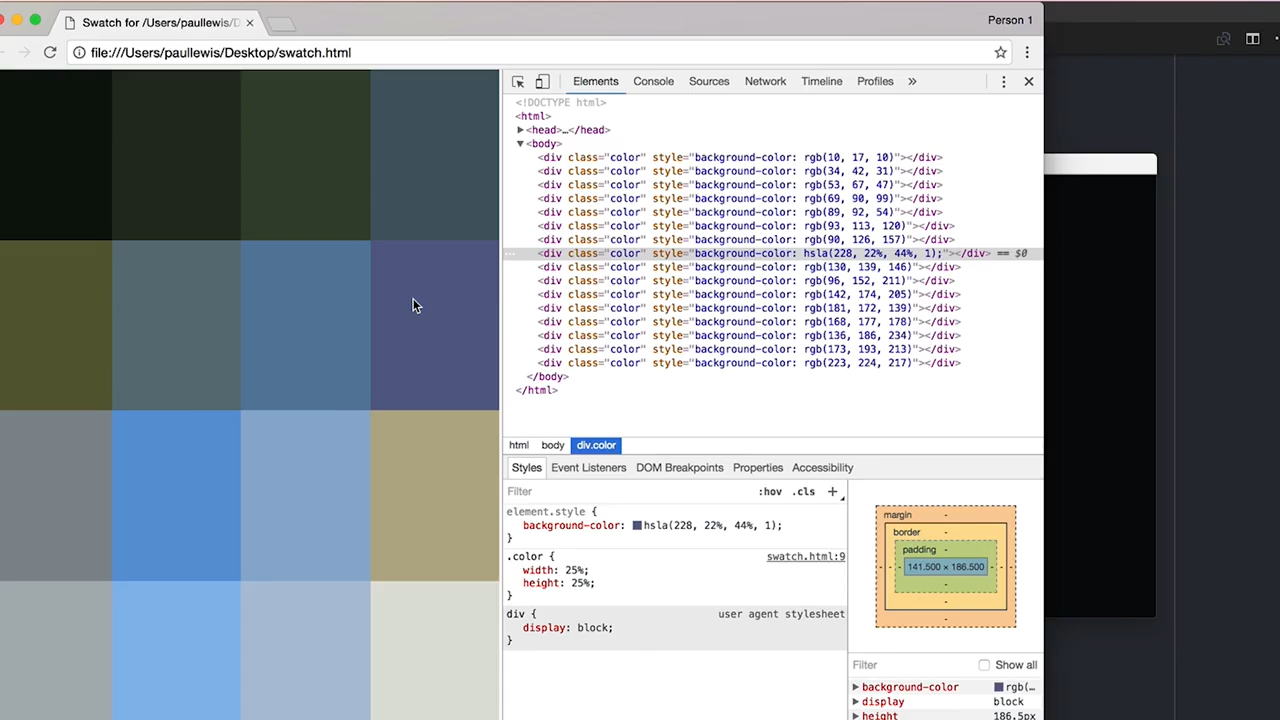 Swatch for /Users/paullewis/D
Person 1
file:///Users/paullewis/Desktop/swatch.html
Elements Console Sources Network Timeline Profiles »
<!DOCTYPE html>
<html>
<head>…</head>
<body>
<div class="color" style="background-color: rgb(10, 17, 10)"></div>
<div class="color" style="background-color: rgb(34, 42, 31)"></div>
<div class="color" style="background-color: rgb(53, 67, 47)"></div>
<div class="color" style="background-color: rgb(69, 90, 99)"></div>
<div class="color" style="background-color: rgb(89, 92, 54)"></div>
<div class="color" style="background-color: rgb(93, 113, 120)"></div>
<div class="color" style="background-color: rgb(90, 126, 157)"></div>
<div class="color" style="background-color: hsla(228, 22%, 44%, 1);"></div> == $0
<div class="color" style="background-color: rgb(130, 139, 146)"></div>
<div class="color" style="background-color: rgb(96, 152, 211)"></div>
<div class="color" style="background-color: rgb(142, 174, 205)"></div>
<div class="color" style="background-color: rgb(181, 172, 139)"></div>
<div class="color" style="background-color: rgb(168, 177, 178)"></div>
<div class="color" style="background-color: rgb(136, 186, 234)"></div>
<div class="color" style="background-color: rgb(173, 193, 213)"></div>
<div class="color" style="background-color: rgb(223, 224, 217)"></div>
</body>
</html>
html body div.color
Styles Event Listeners DOM Breakpoints Properties Accessibility
Filter :hov .cls +
element.style {
background-color: hsla(228, 22%, 44%, 1);
}
.color { swatch.html:9
width: 25%;
height: 25%;
}
div { user agent stylesheet
display: block;
}
margin -
border -
padding -
- - - 141.500 × 186.500 - - -
-
-
-
Filter Show all
background-color rgb(…
display block
height 186.5px